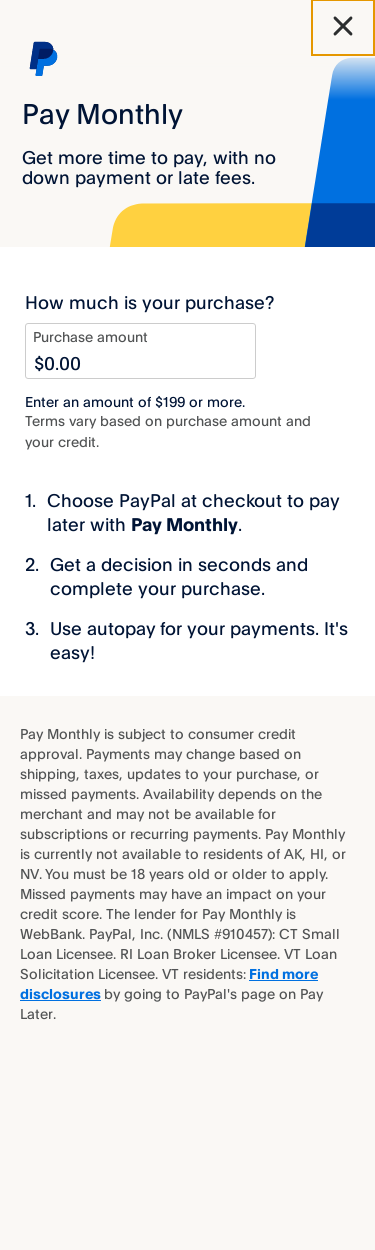 Pay Monthly
Get more time to pay, with no
down payment or late fees.
How much is your purchase?
Purchase amount
$0.00
Enter an amount of $199 or more.
Terms vary based on purchase amount and
your credit.
1. Choose PayPal at checkout to pay
later with Pay Monthly.
2. Get a decision in seconds and
complete your purchase.
3. Use autopay for your payments. It's
easy!
Pay Monthly is subject to consumer credit
approval. Payments may change based on
shipping, taxes, updates to your purchase, or
missed payments. Availability depends on the
merchant and may not be available for
subscriptions or recurring payments. Pay Monthly
is currently not available to residents of AK, HI, or
NV. You must be 18 years old or older to apply.
Missed payments may have an impact on your
credit score. The lender for Pay Monthly is
WebBank. PayPal, Inc. (NMLS #910457): CT Small
Loan Licensee. RI Loan Broker Licensee. VT Loan
Solicitation Licensee. VT residents: Find more
disclosures by going to PayPal's page on Pay
Later.